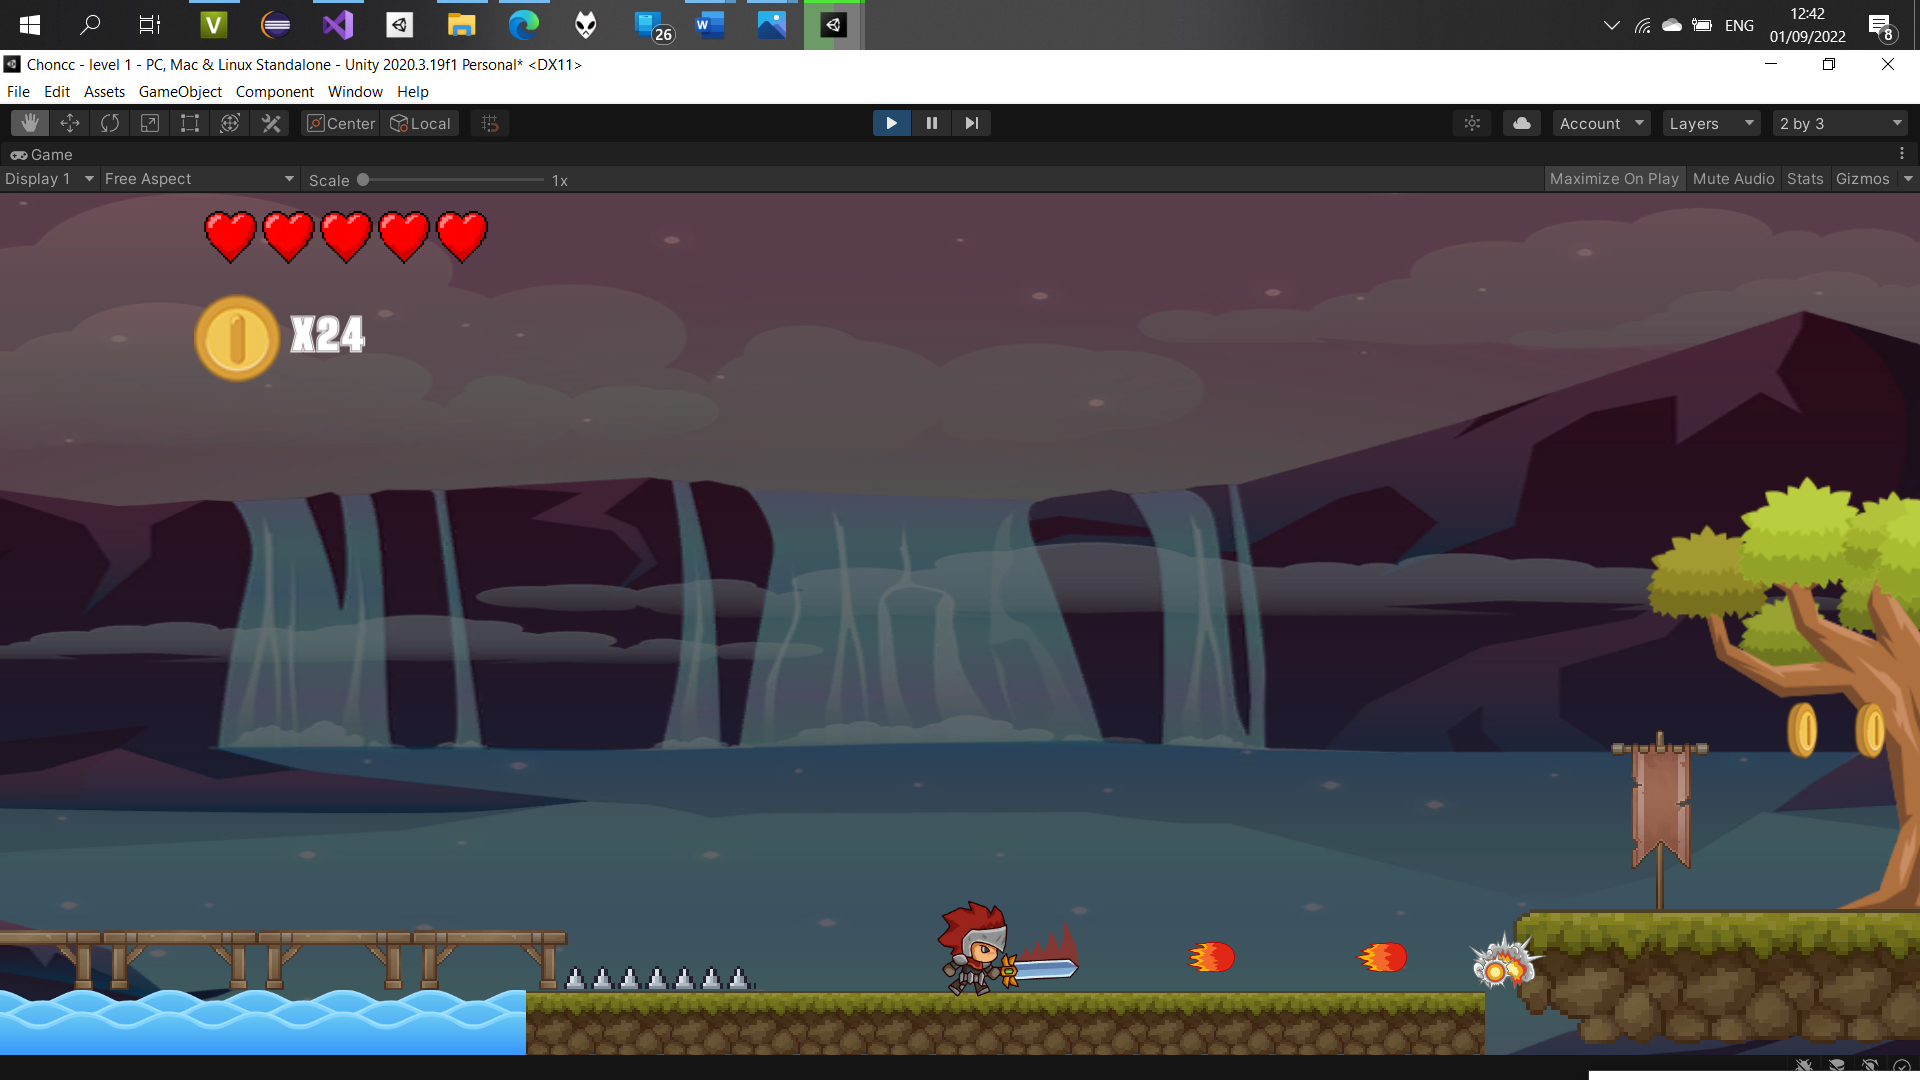 V
26
W
ENG
12:42
01/09/2022
8
Choncc - level 1 - PC, Mac & Linux Standalone - Unity 2020.3.19f1 Personal* <DX11>
File Edit Assets GameObject Component Window Help
Center Local Account Layers 2 by 3
Game
Display 1 Free Aspect Scale 1x Maximize On Play Mute Audio Stats Gizmos
X24